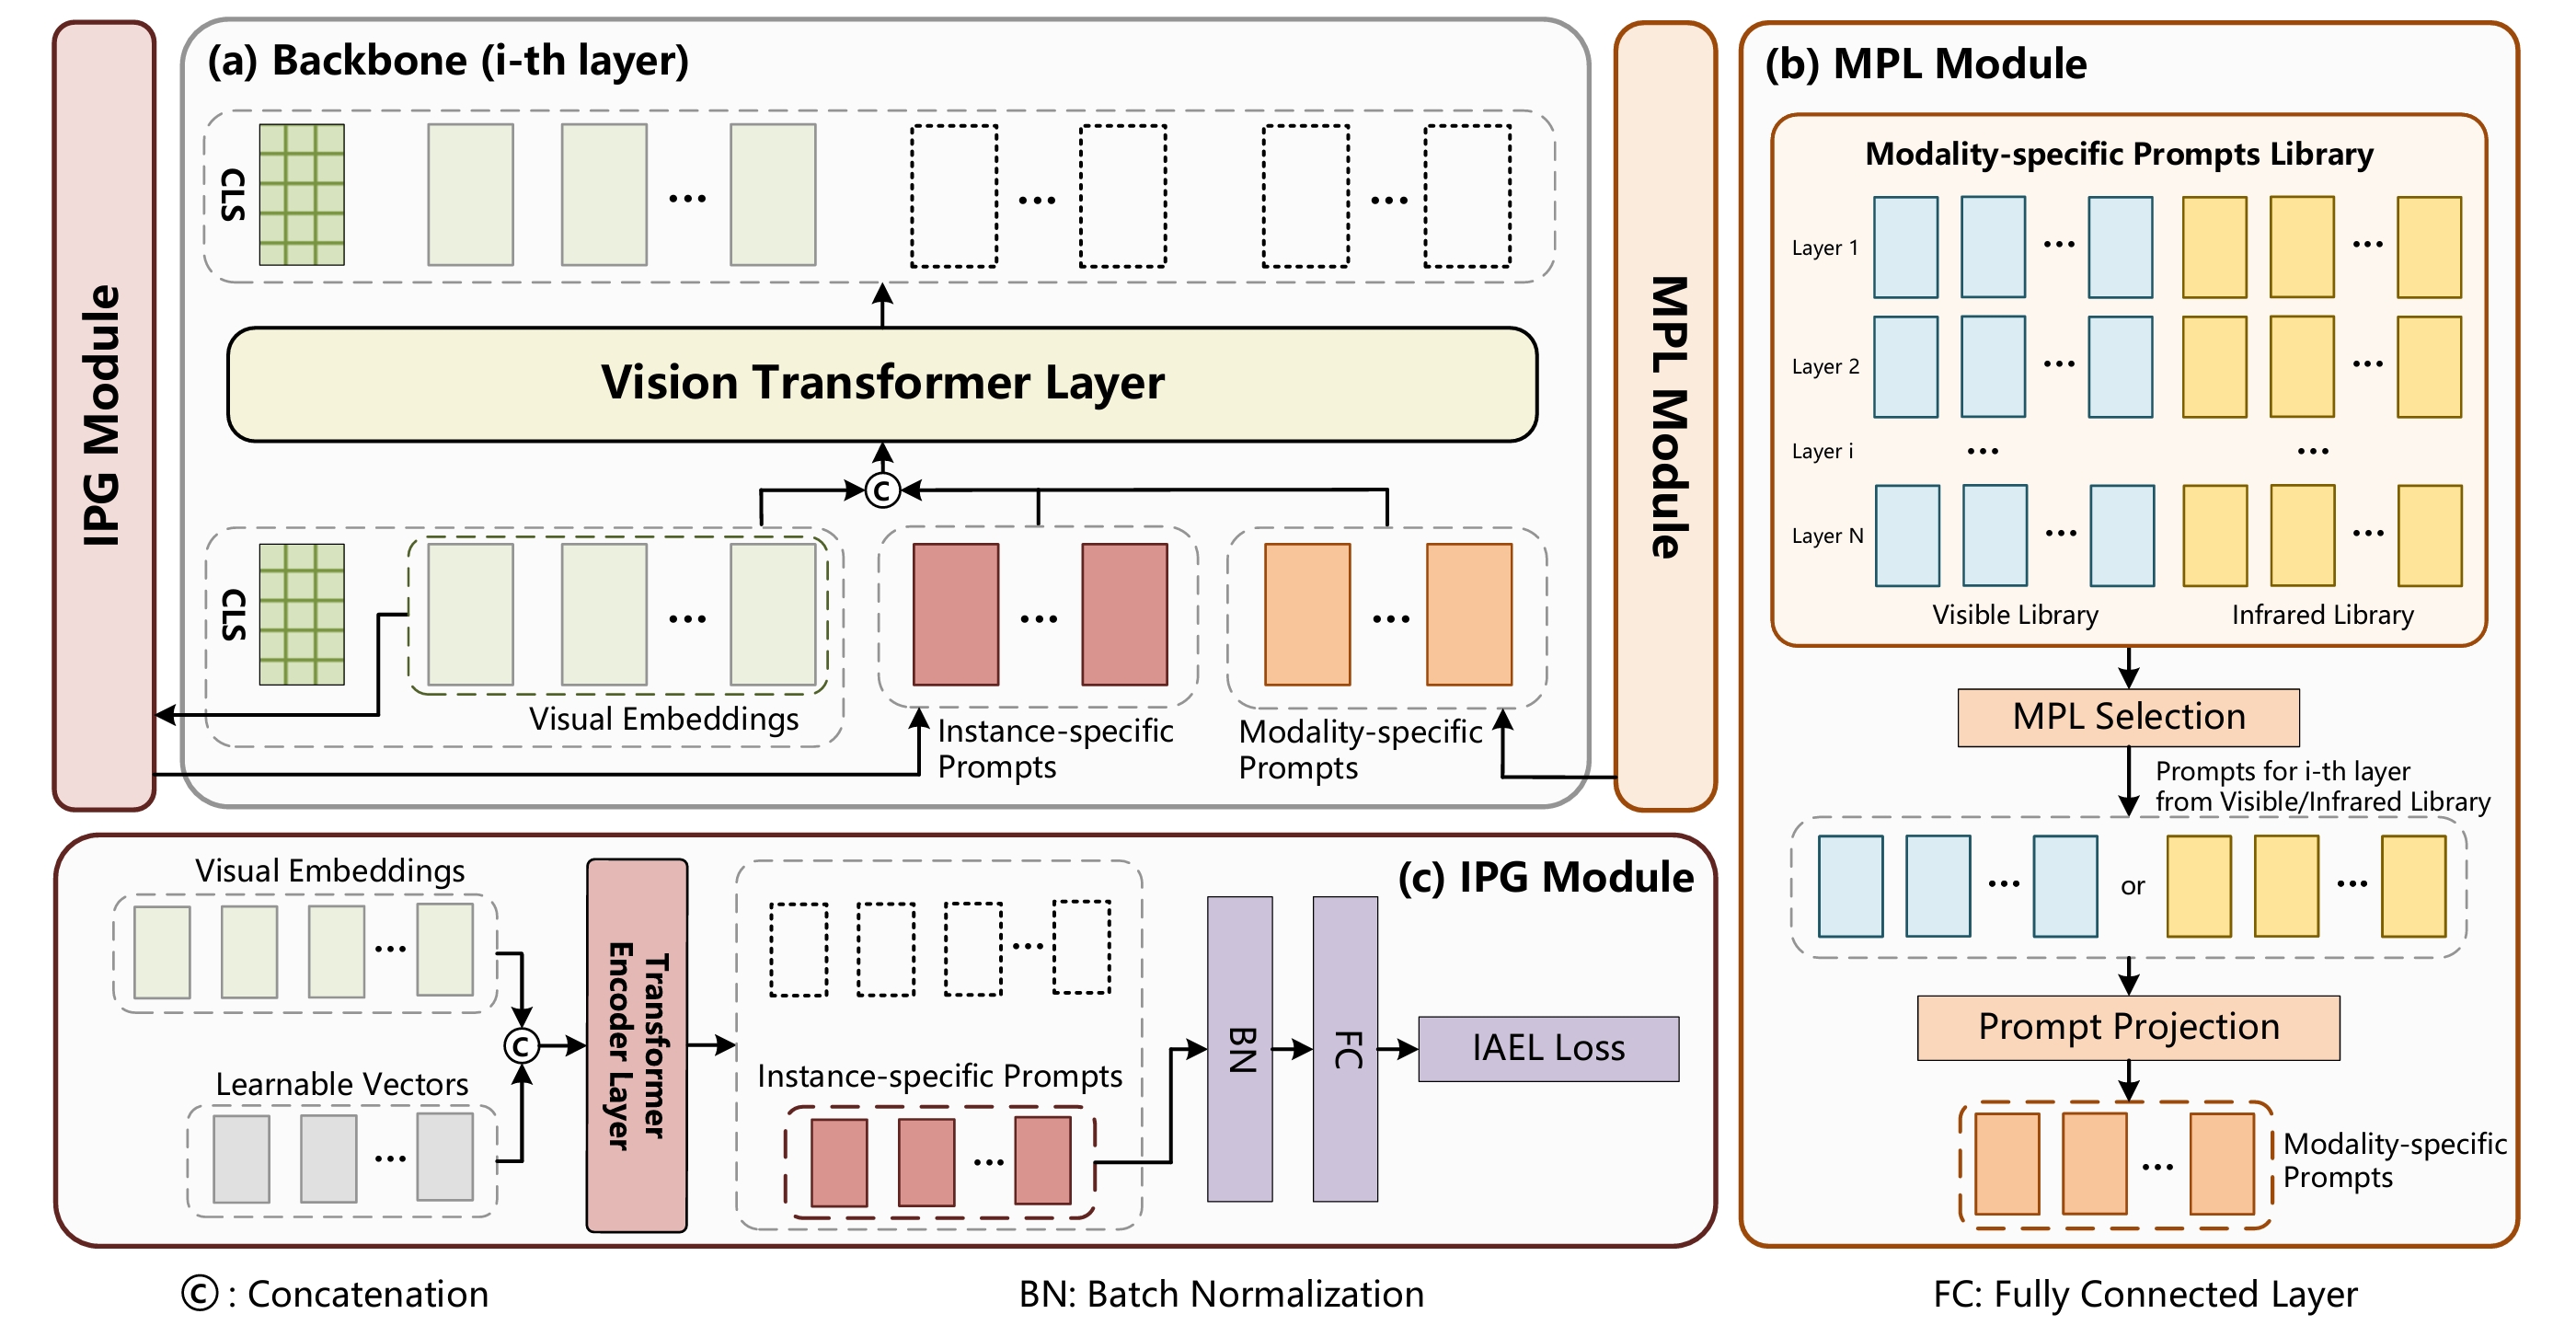 IPG Module
(a) Backbone (i-th layer)
CLS
...
...
...
Vision Transformer Layer
C
CLS
...
...
...
Visual Embeddings
Instance-specific
Prompts
Modality-specific
Prompts
MPL Module
(b) MPL Module
Modality-specific Prompts Library
Layer 1
...
...
Layer 2
...
...
Layer i
...
...
Layer N
...
...
Visible Library
Infrared Library
MPL Selection
Prompts for i-th layer
from Visible/Infrared Library
...
or
...
Prompt Projection
...
Modality-specific
Prompts
(c) IPG Module
Visual Embeddings
...
C
Learnable Vectors
...
Transformer
Encoder Layer
...
Instance-specific Prompts
...
BN
FC
IAEL Loss
C : Concatenation
BN: Batch Normalization
FC: Fully Connected Layer